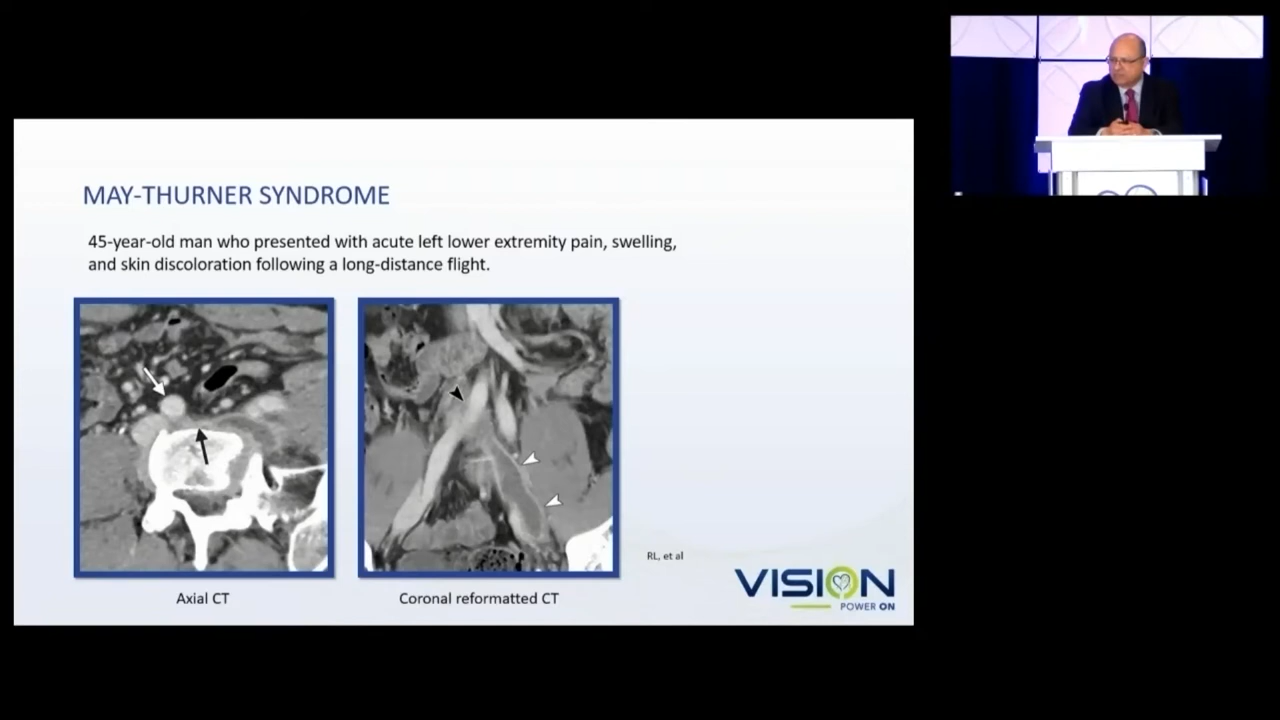 MAY-THURNER SYNDROME
45-year-old man who presented with acute left lower extremity pain, swelling,
and skin discoloration following a long-distance flight.
Axial CT
Coronal reformatted CT
RL, et al
VISION
POWER ON